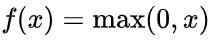 f(x) = max(0, x)